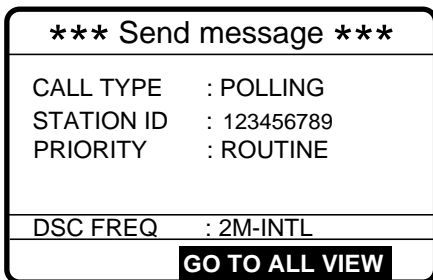 *** Send message ***
CALL TYPE : POLLING
STATION ID : 123456789
PRIORITY : ROUTINE
DSC FREQ : 2M-INTL
GO TO ALL VIEW